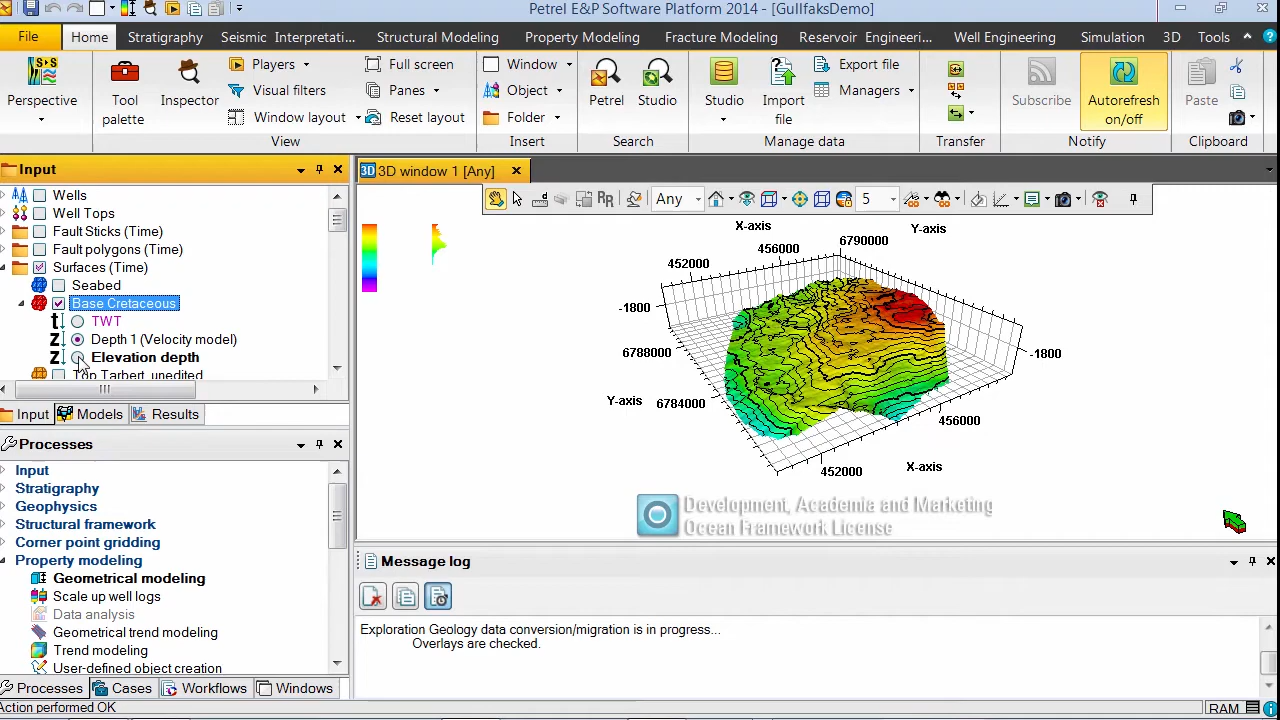 Petrel E&P Software Platform 2014 - [GullfaksDemo]
File Home Stratigraphy Seismic Interpretati... Structural Modeling Property Modeling Fracture Modeling Reservoir Engineeri... Well Engineering Simulation 3D Tools
Perspective
Tool palette
Inspector
Players
Visual filters
Window layout
Full screen
Panes
Reset layout
View
Window
Object
Folder
Insert
Petrel
Studio
Search
Studio
Import file
Export file
Managers
Manage data
Transfer
Subscribe
Autorefresh on/off
Notify
Paste
Clipboard
Input
Wells
Well Tops
Fault Sticks (Time)
Fault polygons (Time)
Surfaces (Time)
Seabed
Base Cretaceous
TWT
Depth 1 (Velocity model)
Elevation depth
Top Tarbert_unedited
Input Models Results
Processes
Input
Stratigraphy
Geophysics
Structural framework
Corner point gridding
Property modeling
Geometrical modeling
Scale up well logs
Data analysis
Geometrical trend modeling
Trend modeling
User-defined object creation
Processes Cases Workflows Windows
3D 3D window 1 [Any]
Any 5
X-axis 6790000 Y-axis
456000
452000
-1800
6788000
-1800
Y-axis 6784000
456000
452000 X-axis
Development, Academia and Marketing
Ocean Framework License
Message log
Exploration Geology data conversion/migration is in progress...
Overlays are checked.
Action performed OK
RAM